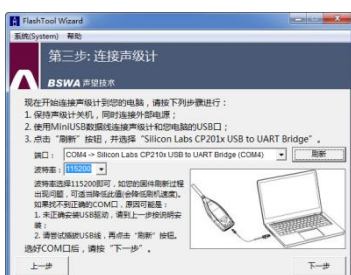 FlashTool Wizard
系统(System) 帮助
第三步: 连接声级计
BSWA 声望技术
现在开始连接声级计到您的电脑，请按下列步骤进行：
1. 保持声级计关机，同时连接外部电源；
2. 使用MiniUSB数据线连接声级计和您电脑的USB口；
3. 点击“刷新”按钮，并选择“Silicon Labs CP201x USB to UART Bridge”。
端口： COM4 -> Silicon Labs CP210x USB to UART Bridge (COM4) 刷新
波特率： 115200
波特率选择115200即可，如您的固件刷新过程
出现问题，可适当降低此值(会降低刷机速度)。
如果找不到正确的COM口，原因可能是：
1. 未正确安装USB驱动，请到上一步按说明安
装；
2. 请尝试插拔USB线，再点击“刷新”按钮。
选好COM口后，请按“下一步”。
上一步 下一步